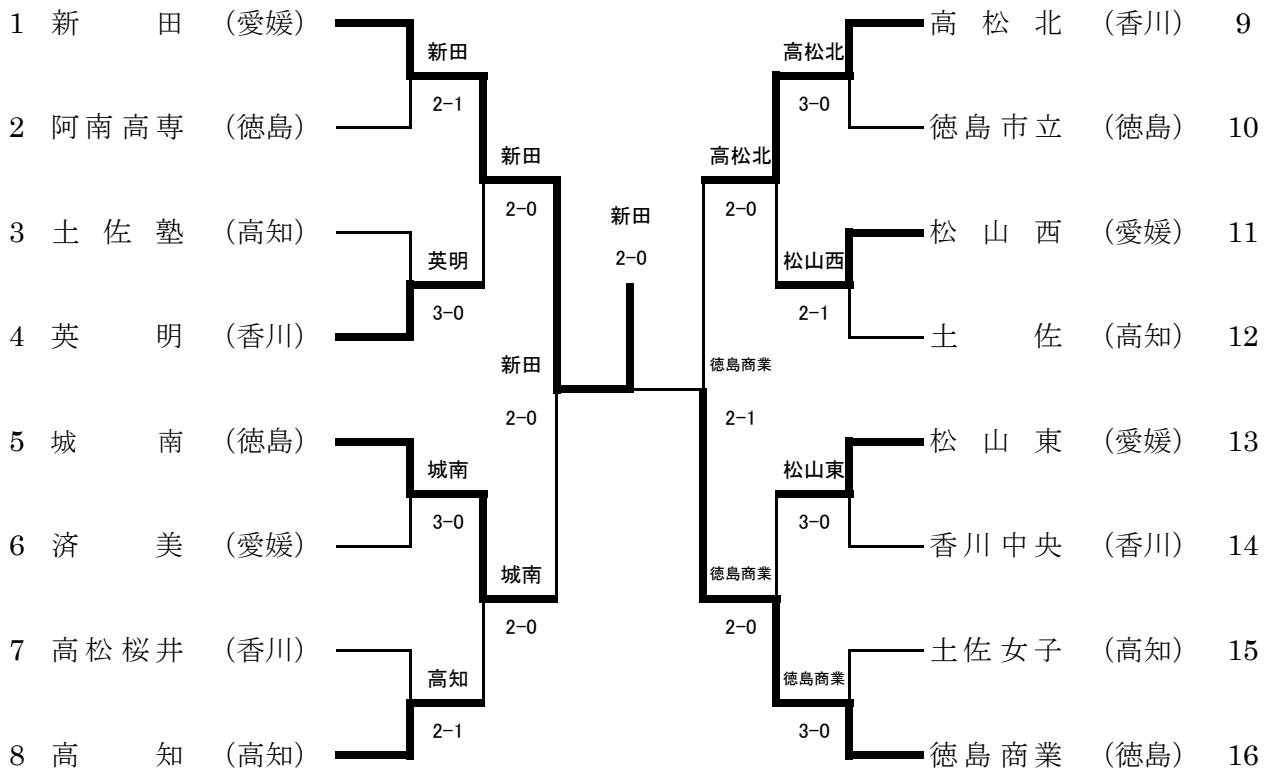 1 新田 (愛媛)
高松北 (香川) 9
新田
高松北
2-1
3-0
2 阿南高専 (徳島)
徳島市立 (徳島) 10
新田
高松北
2-0
2-0
新田
2-0
3 土佐塾 (高知)
松山西 (愛媛) 11
英明
松山西
3-0
2-1
4 英明 (香川)
土佐 (高知) 12
新田
徳島商業
2-0
2-1
5 城南 (徳島)
松山東 (愛媛) 13
城南
松山東
3-0
3-0
6 済美 (愛媛)
香川中央 (香川) 14
城南
徳島商業
2-0
2-0
7 高松桜井 (香川)
土佐女子 (高知) 15
高知
徳島商業
2-1
3-0
8 高知 (高知)
徳島商業 (徳島) 16